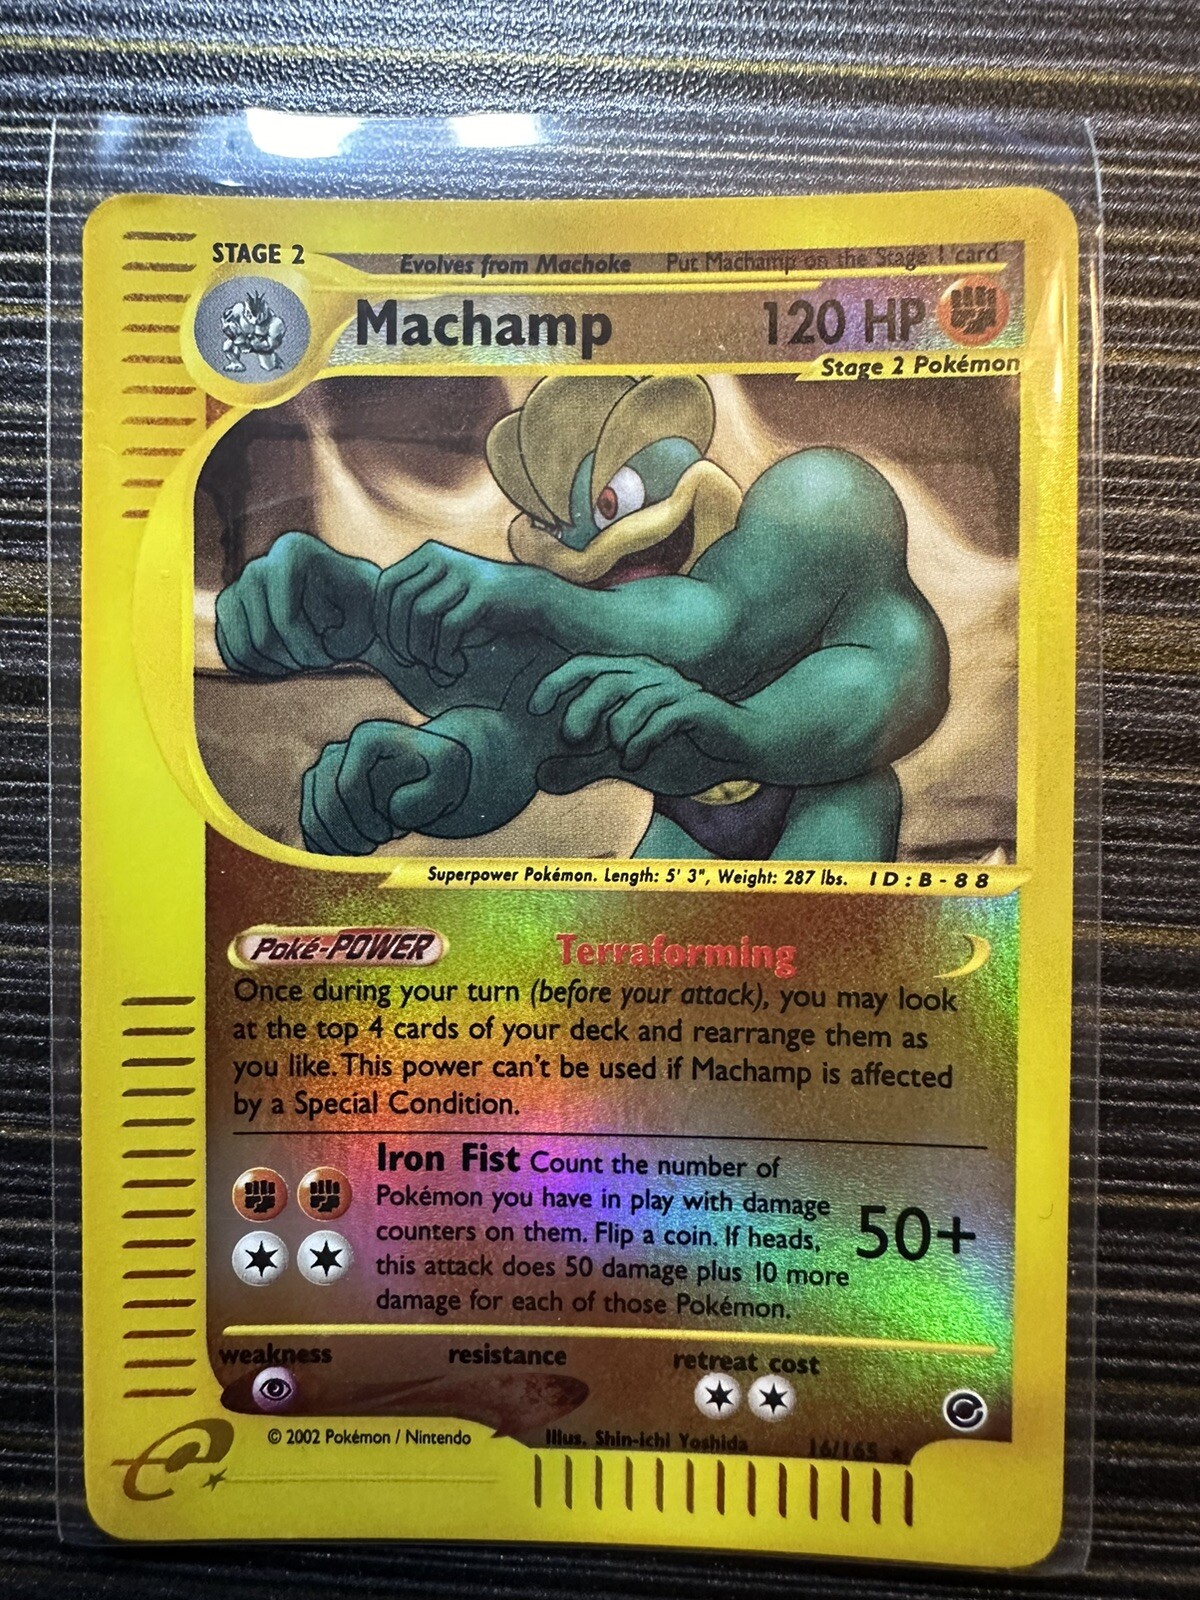 STAGE 2
Evolves from Machoke Put Machamp on the Stage 1 card
Machamp 120 HP
Stage 2 Pokémon
Superpower Pokémon. Length: 5' 3", Weight: 287 lbs. ID:B-88
Poké-POWER Terraforming
Once during your turn (before your attack), you may look
at the top 4 cards of your deck and rearrange them as
you like. This power can't be used if Machamp is affected
by a Special Condition.
Iron Fist Count the number of
Pokémon you have in play with damage
counters on them. Flip a coin. If heads,
this attack does 50 damage plus 10 more
damage for each of those Pokémon.
50+
weakness resistance retreat cost
© 2002 Pokémon / Nintendo
Illus. Shin-ichi Yoshida 16/165 ★
e